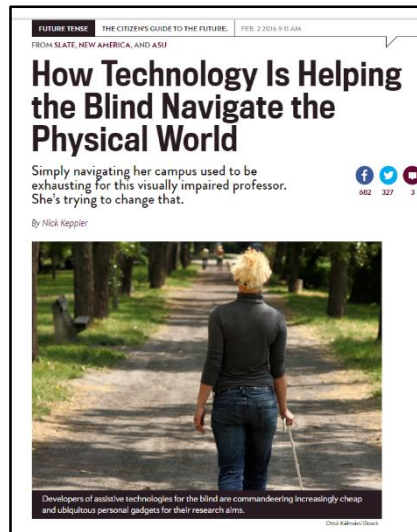 FUTURE TENSE THE CITIZEN'S GUIDE TO THE FUTURE. FEB. 2 2016 9:11 AM
FROM SLATE, NEW AMERICA, AND ASU
How Technology Is Helping
the Blind Navigate the
Physical World
Simply navigating her campus used to be
exhausting for this visually impaired professor.
She's trying to change that.
682 327 3
By Nick Keppler
Developers of assistive technologies for the blind are commandeering increasingly cheap
and ubiquitous personal gadgets for their research aims.
Ottó Kálmán/iStock